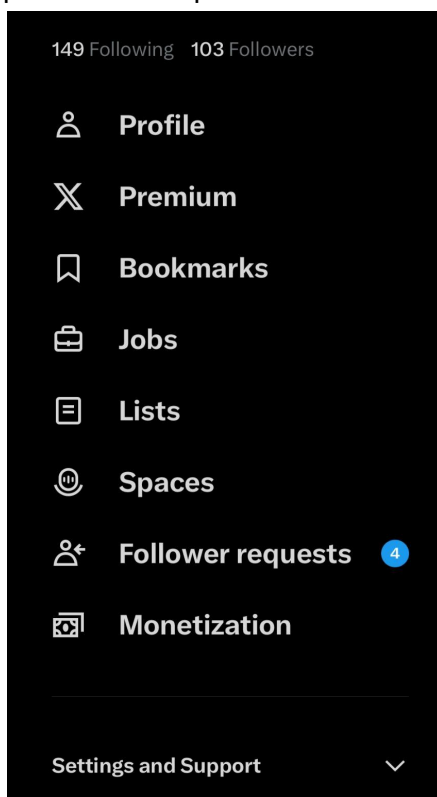 149 Following 103 Followers
Profile
Premium
Bookmarks
Jobs
Lists
Spaces
Follower requests 4
Monetization
Settings and Support